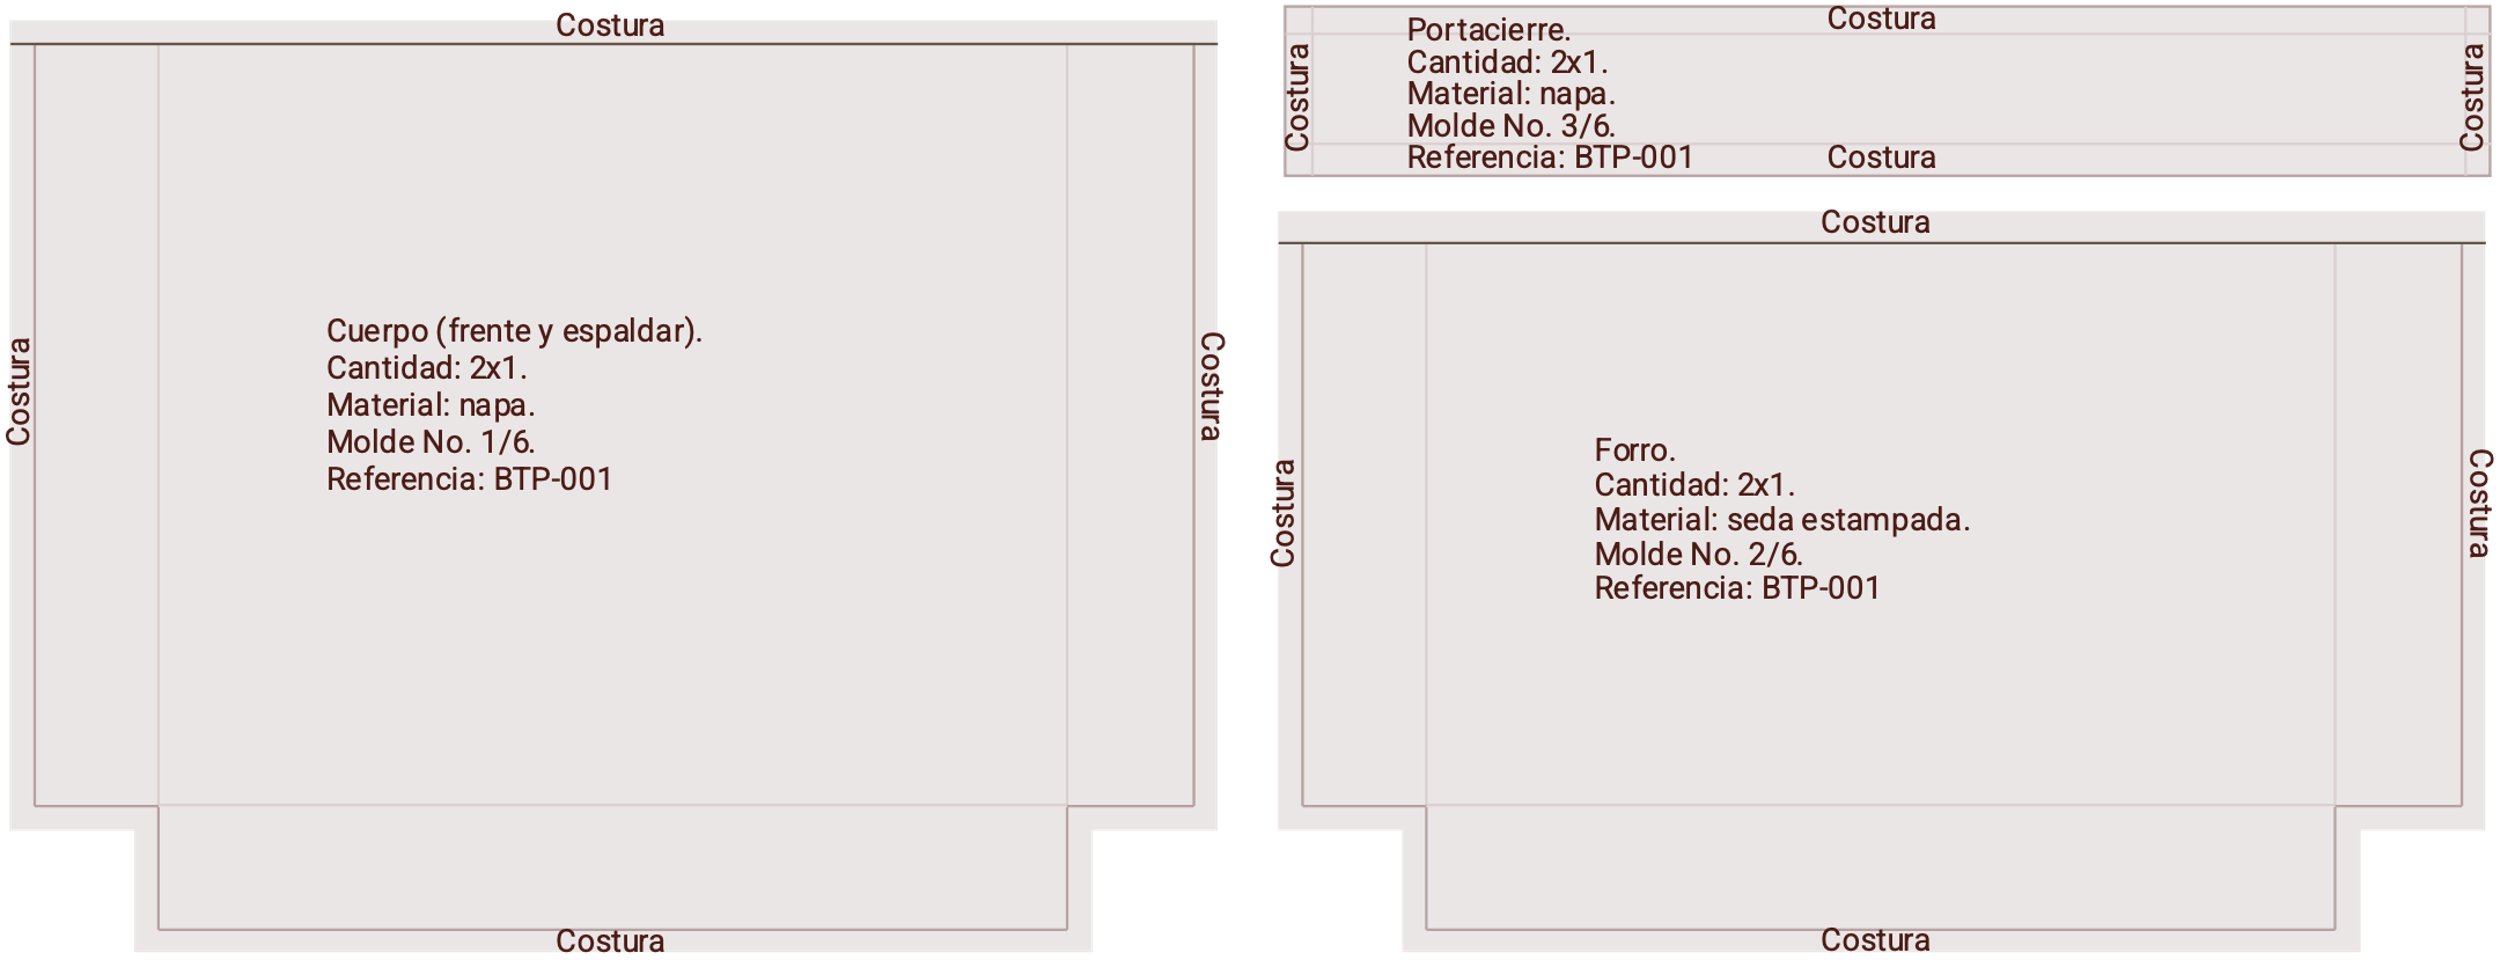 Costura
Costura
Cuerpo (frente y espaldar).
Cantidad: 2x1.
Material: napa.
Molde No. 1/6.
Referencia: BTP-001
Costura
Costura
Costura
Portacierre.
Cantidad: 2x1.
Material: napa.
Molde No. 3/6.
Referencia: BTP-001
Costura
Costura
Costura
Costura
Costura
Forro.
Cantidad: 2x1.
Material: seda estampada.
Molde No. 2/6.
Referencia: BTP-001
Costura
Costura